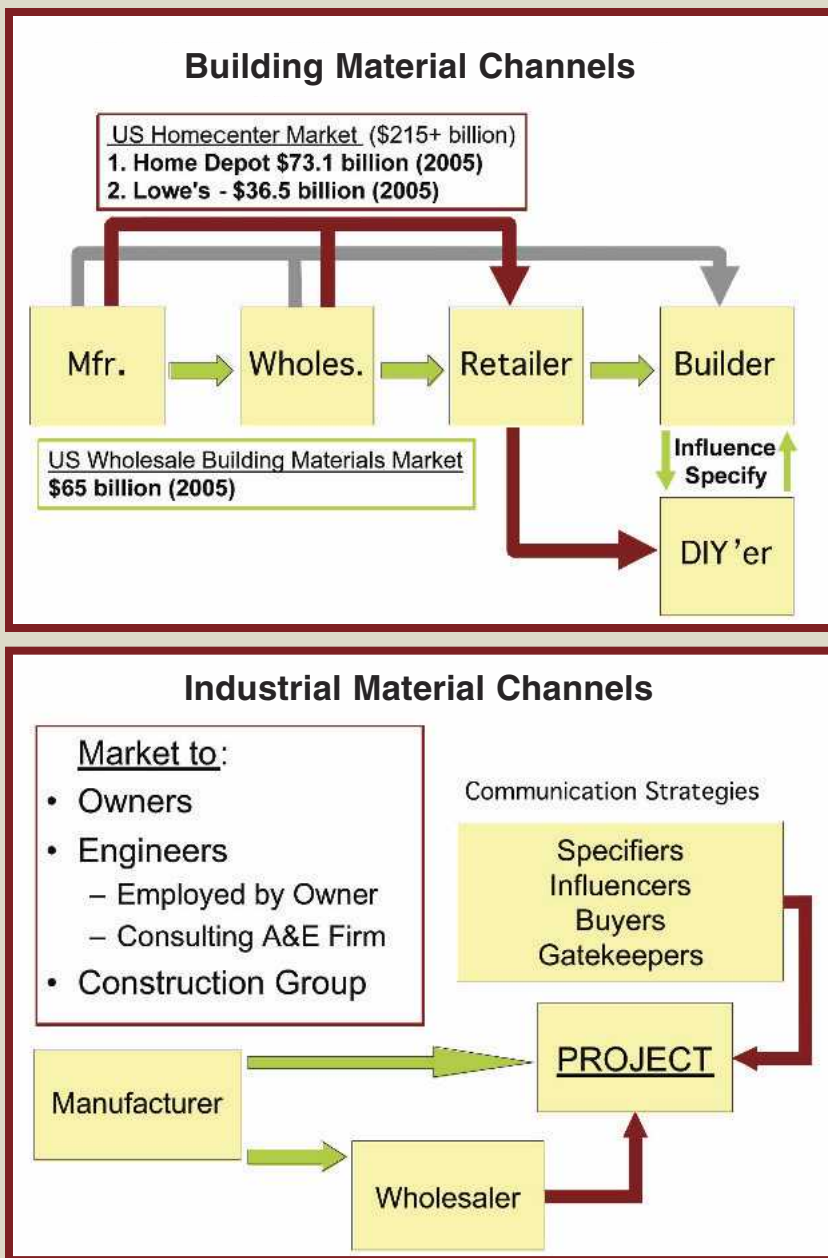 Building Material Channels
US Homecenter Market ($215+ billion)
1. Home Depot $73.1 billion (2005)
2. Lowe's - $36.5 billion (2005)
Mfr.
Wholes.
Retailer
Builder
US Wholesale Building Materials Market
$65 billion (2005)
Influence
Specify
DIY'er
Industrial Material Channels
Market to:
• Owners
• Engineers
– Employed by Owner
– Consulting A&E Firm
• Construction Group
Communication Strategies
Specifiers
Influencers
Buyers
Gatekeepers
PROJECT
Manufacturer
Wholesaler